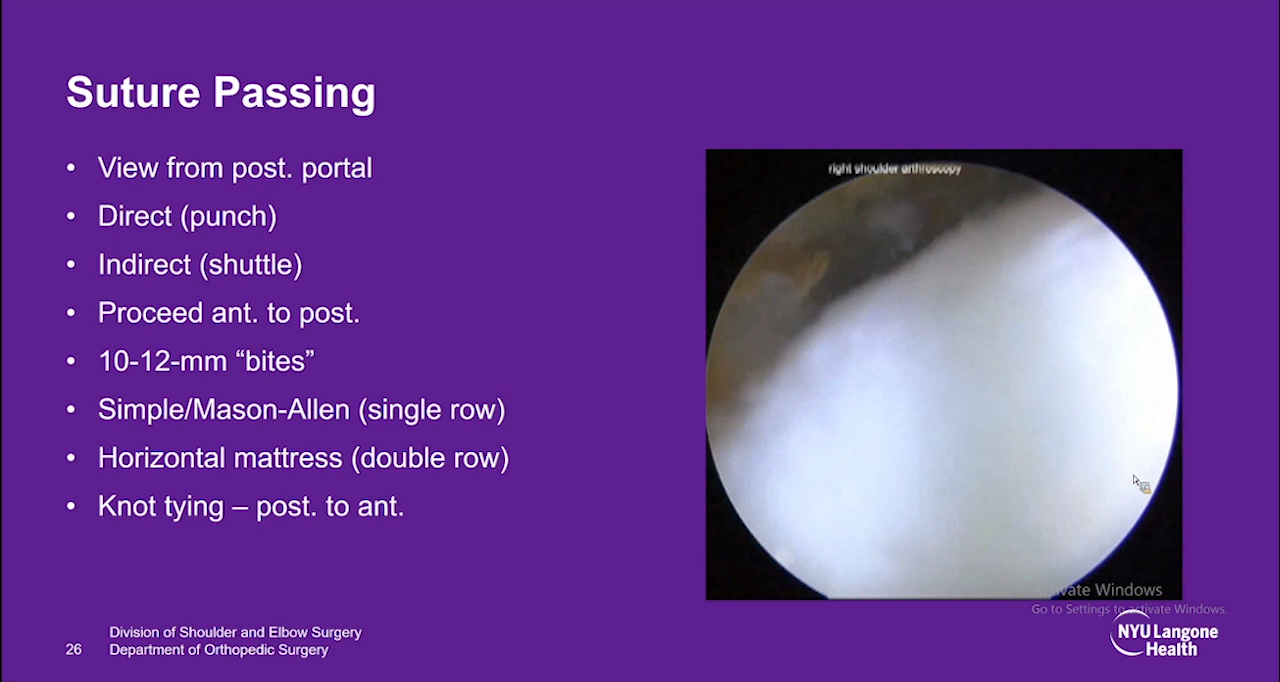 Suture Passing
• View from post. portal
• Direct (punch)
• Indirect (shuttle)
• Proceed ant. to post.
• 10-12-mm “bites”
• Simple/Mason-Allen (single row)
• Horizontal mattress (double row)
• Knot tying – post. to ant.
right shoulder arthroscopy
Activate Windows
Go to Settings to activate Windows.
26
Division of Shoulder and Elbow Surgery
Department of Orthopedic Surgery
NYU Langone
Health